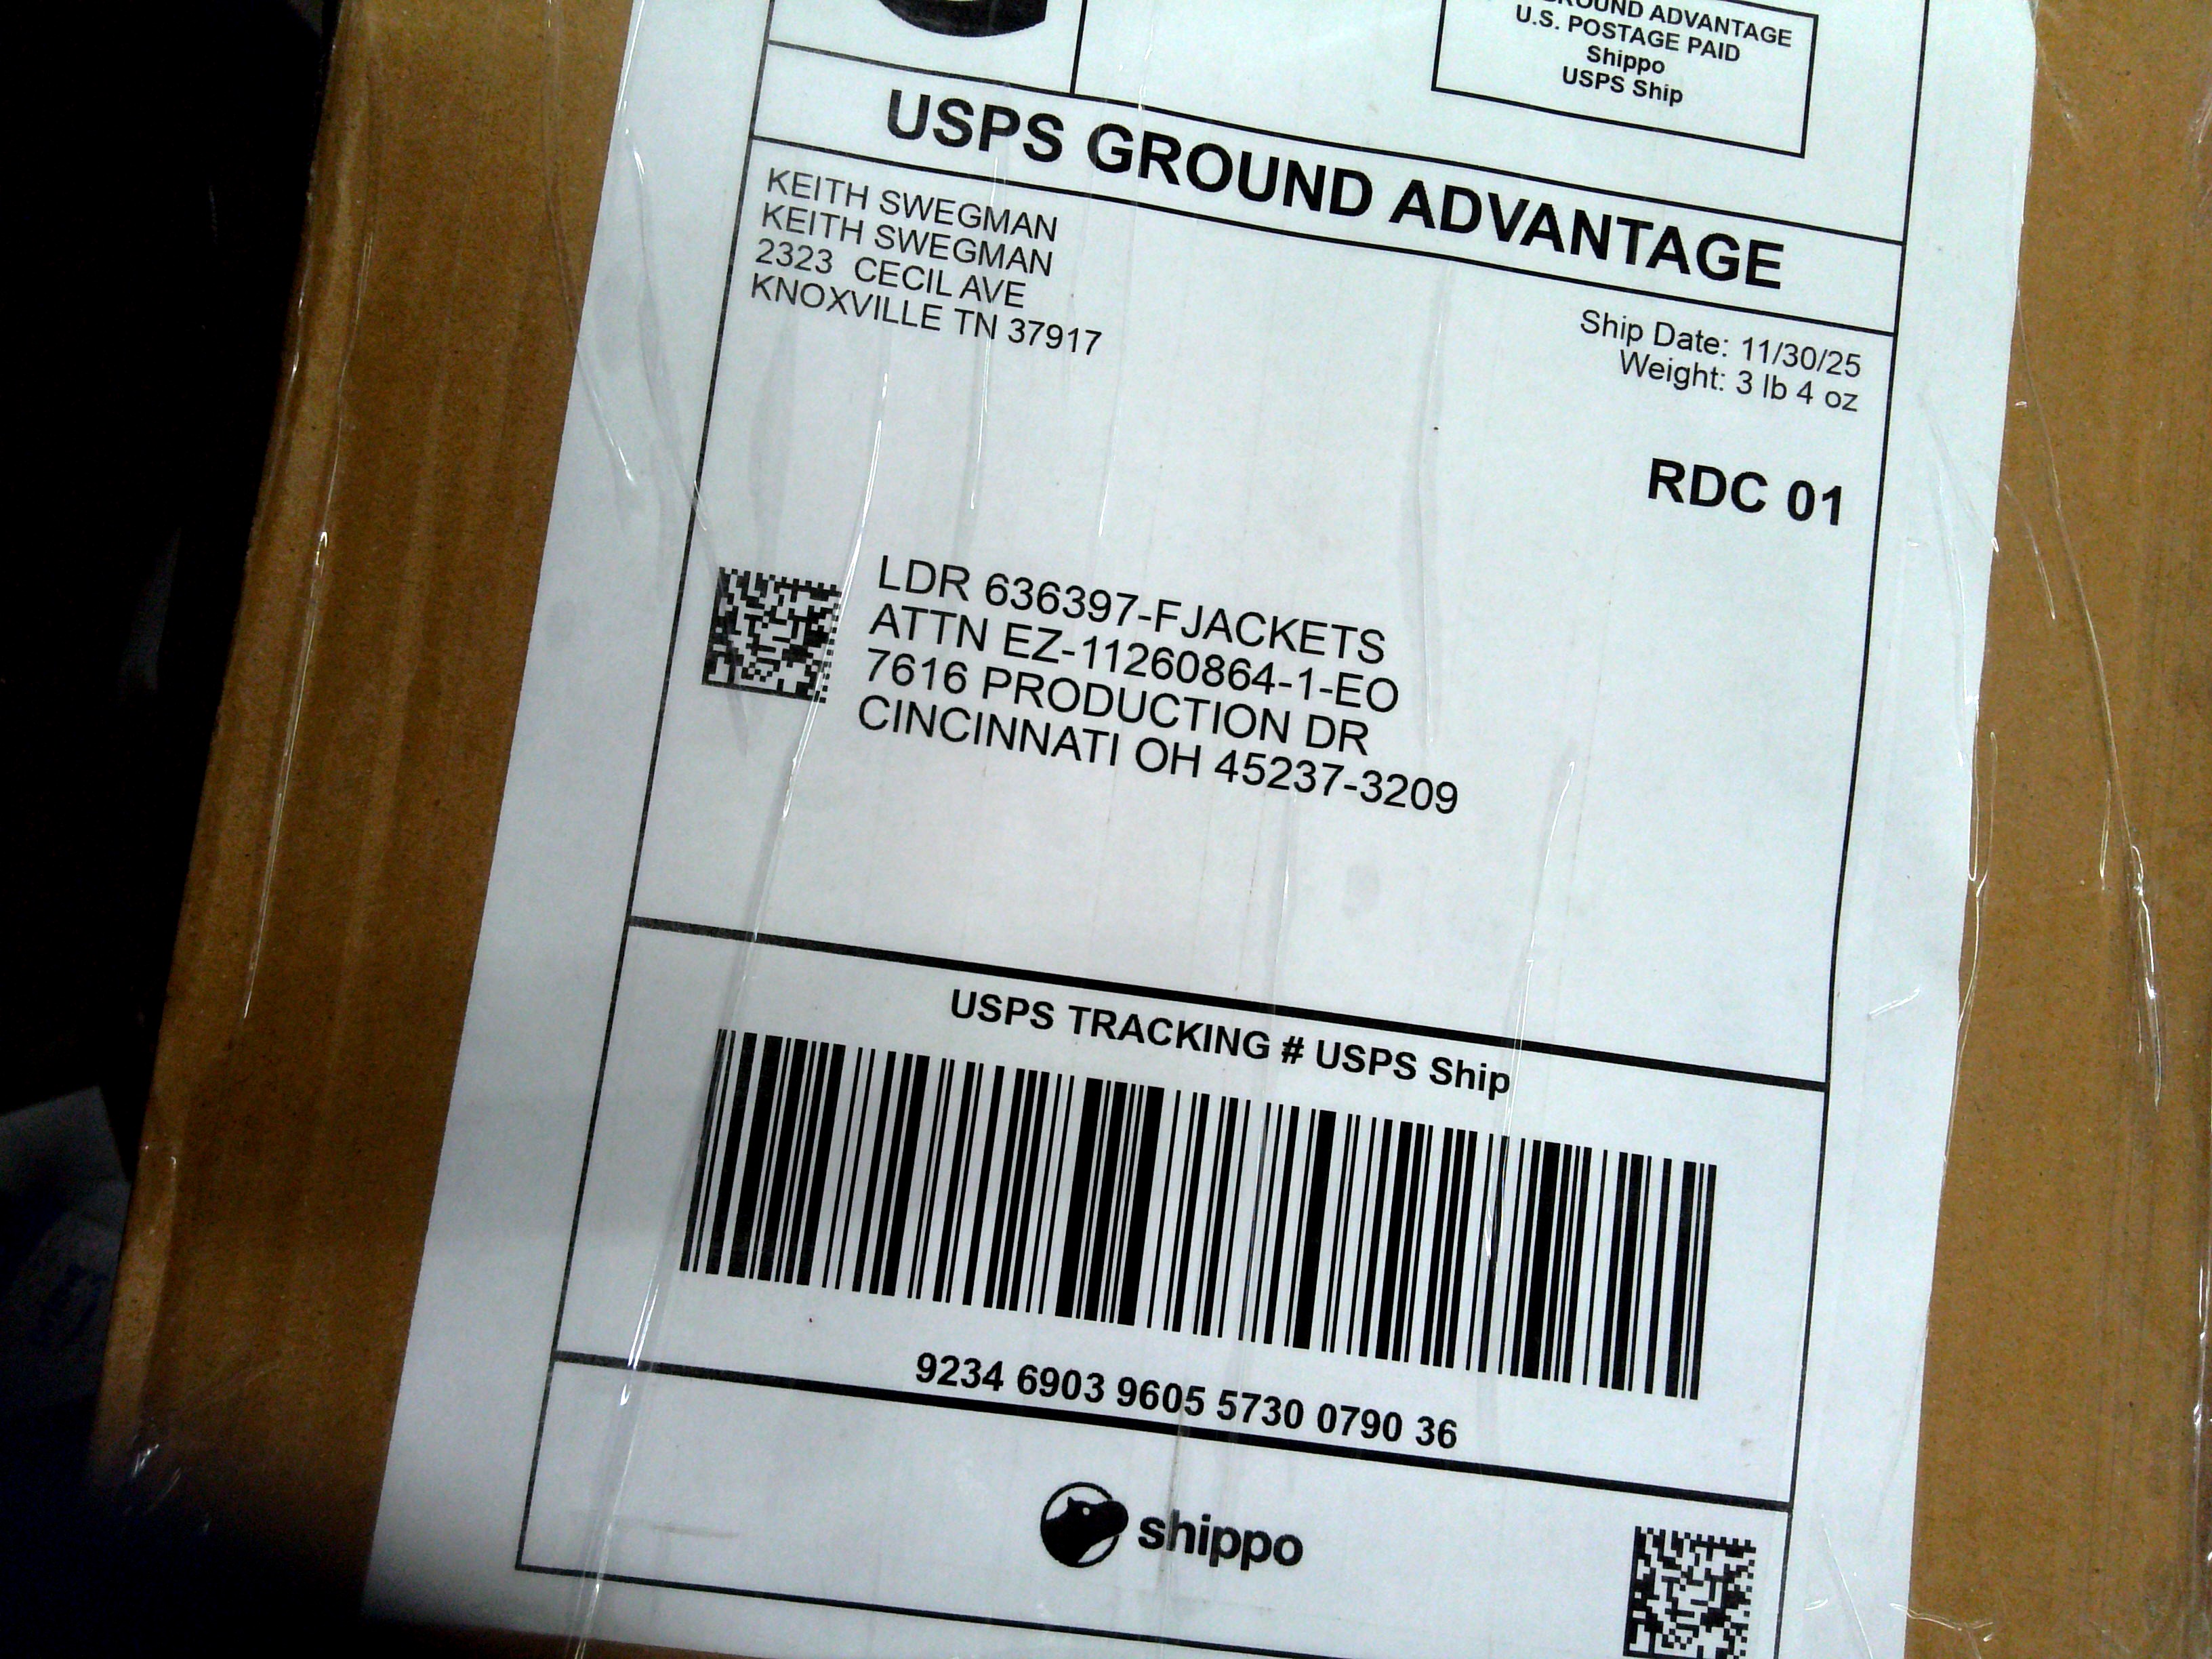 GROUND ADVANTAGE
U.S. POSTAGE PAID
Shippo
USPS Ship
USPS GROUND ADVANTAGE
KEITH SWEGMAN
KEITH SWEGMAN
2323 CECIL AVE
KNOXVILLE TN 37917
Ship Date: 11/30/25
Weight: 3 lb 4 oz
RDC 01
LDR 636397-FJACKETS
ATTN EZ-11260864-1-EO
7616 PRODUCTION DR
CINCINNATI OH 45237-3209
USPS TRACKING # USPS Ship
9234 6903 9605 5730 0790 36
shippo